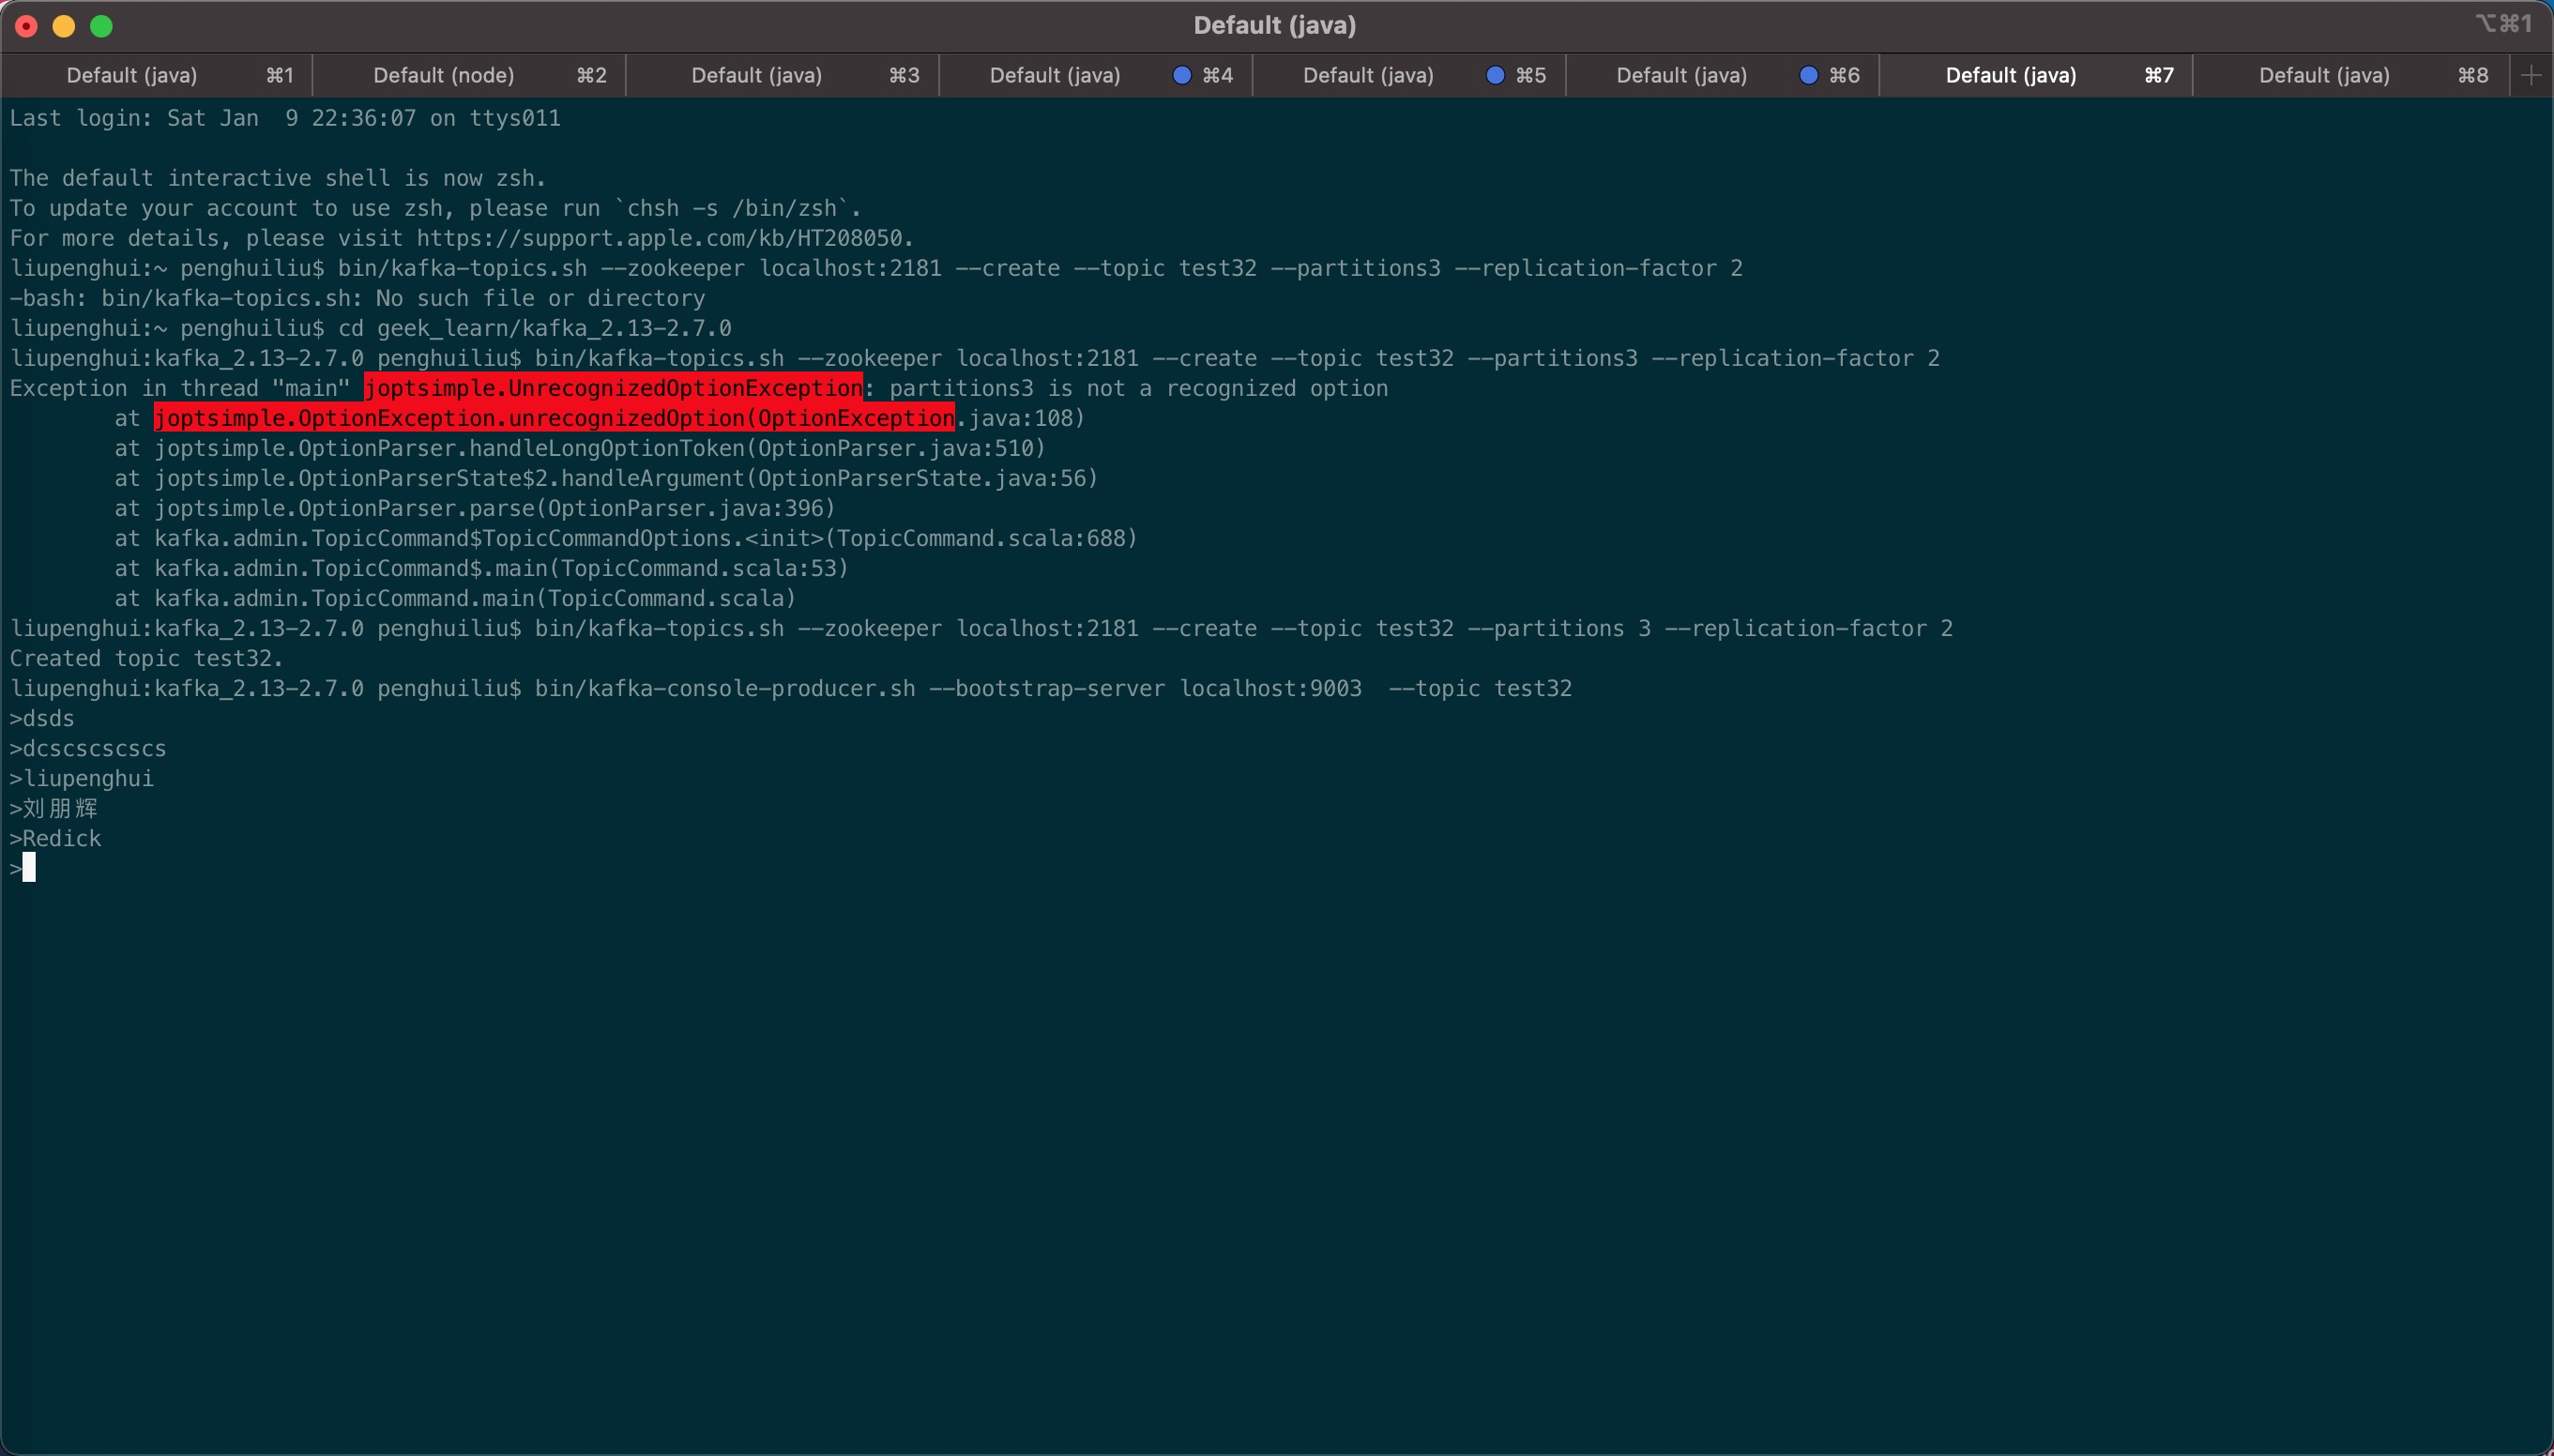 Default (java) ⌥⌘1
Default (java) ⌘1 Default (node) ⌘2 Default (java) ⌘3 Default (java) ⌘4 Default (java) ⌘5 Default (java) ⌘6 Default (java) ⌘7 Default (java) ⌘8 +
Last login: Sat Jan  9 22:36:07 on ttys011
The default interactive shell is now zsh.
To update your account to use zsh, please run `chsh -s /bin/zsh`.
For more details, please visit https://support.apple.com/kb/HT208050.
liupenghui:~ penghuiliu$ bin/kafka-topics.sh --zookeeper localhost:2181 --create --topic test32 --partitions3 --replication-factor 2
-bash: bin/kafka-topics.sh: No such file or directory
liupenghui:~ penghuiliu$ cd geek_learn/kafka_2.13-2.7.0
liupenghui:kafka_2.13-2.7.0 penghuiliu$ bin/kafka-topics.sh --zookeeper localhost:2181 --create --topic test32 --partitions3 --replication-factor 2
Exception in thread "main" joptsimple.UnrecognizedOptionException: partitions3 is not a recognized option
        at joptsimple.OptionException.unrecognizedOption(OptionException.java:108)
        at joptsimple.OptionParser.handleLongOptionToken(OptionParser.java:510)
        at joptsimple.OptionParserState$2.handleArgument(OptionParserState.java:56)
        at joptsimple.OptionParser.parse(OptionParser.java:396)
        at kafka.admin.TopicCommand$TopicCommandOptions.<init>(TopicCommand.scala:688)
        at kafka.admin.TopicCommand$.main(TopicCommand.scala:53)
        at kafka.admin.TopicCommand.main(TopicCommand.scala)
liupenghui:kafka_2.13-2.7.0 penghuiliu$ bin/kafka-topics.sh --zookeeper localhost:2181 --create --topic test32 --partitions 3 --replication-factor 2
Created topic test32.
liupenghui:kafka_2.13-2.7.0 penghuiliu$ bin/kafka-console-producer.sh --bootstrap-server localhost:9003  --topic test32
>dsds
>dcscscscscs
>liupenghui
>刘朋辉
>Redick
>